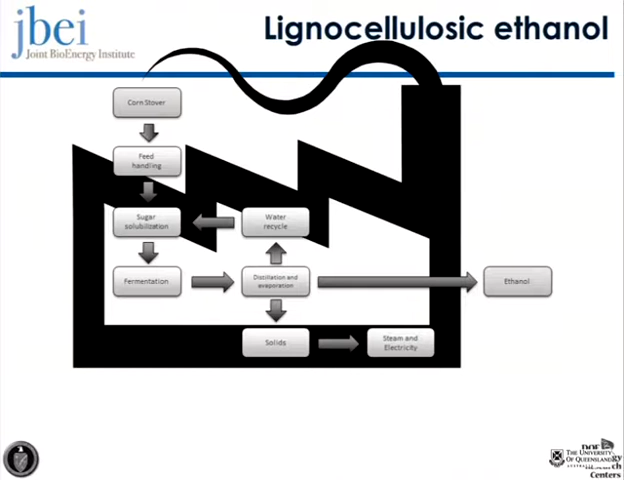 jbei
Joint BioEnergy Institute
Lignocellulosic ethanol
Corn Stover
Feed
handling
Sugar
solubilization
Water
recycle
Fermentation
Distillation and
evaporation
Ethanol
Solids
Steam and
Electricity
THE UNIVERSITY
OF QUEENSLAND
Centers